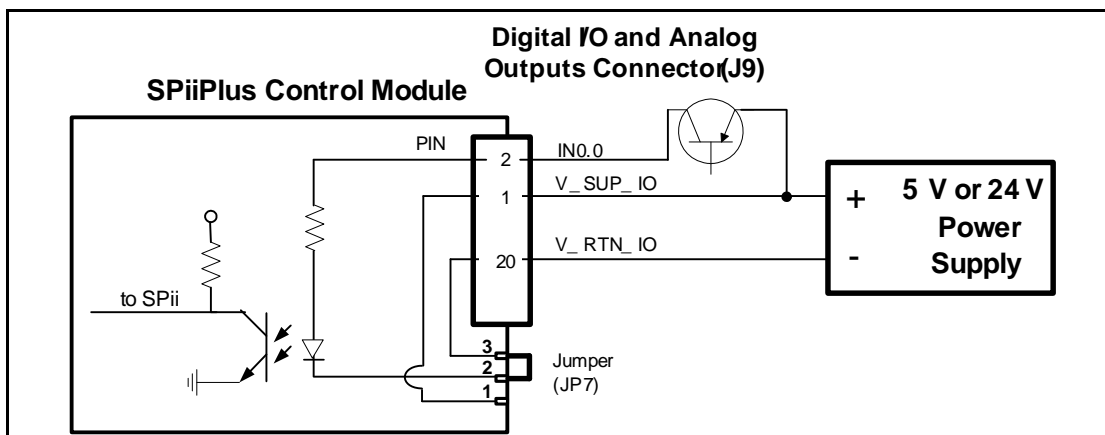 Digital I/O and Analog
Outputs Connector(J9)
SPiiPlus Control Module
PIN
2
IN0.0
1
V_SUP_IO
20
V_RTN_IO
+
-
5 V or 24 V
Power
Supply
to SPii
3
2
1
Jumper
(JP7)